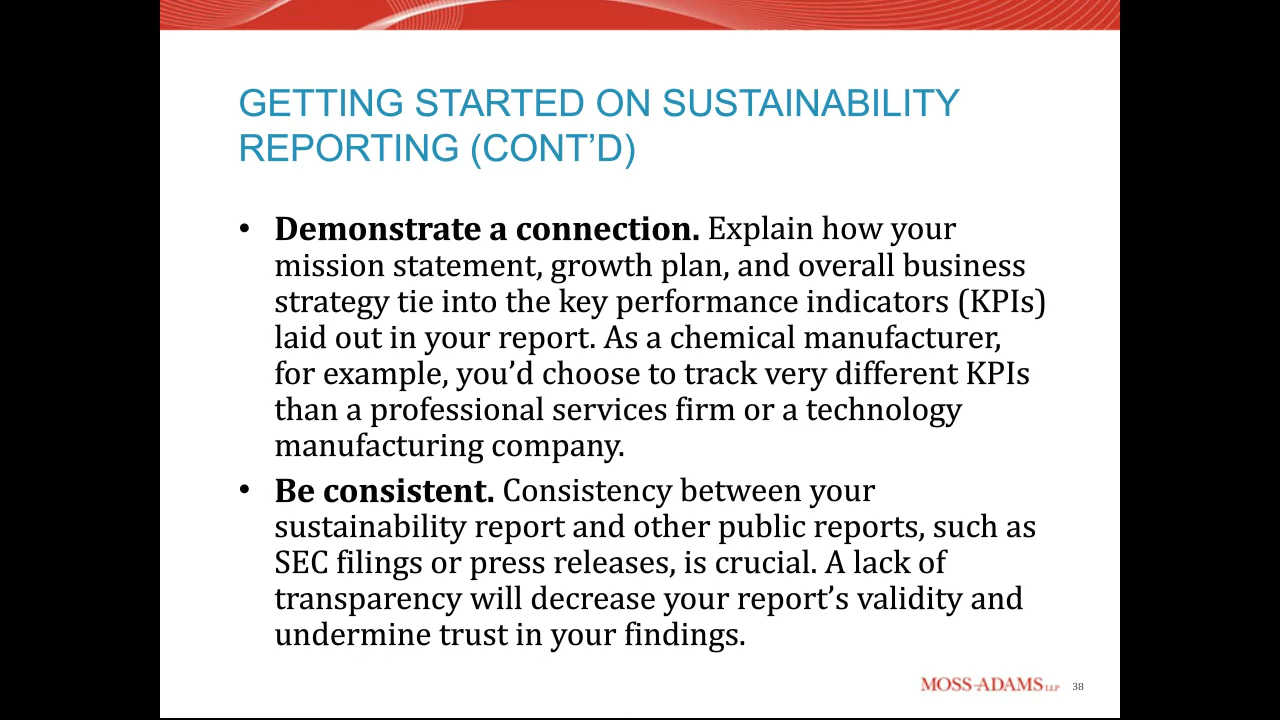 GETTING STARTED ON SUSTAINABILITY
REPORTING (CONT’D)
• Demonstrate a connection. Explain how your
mission statement, growth plan, and overall business
strategy tie into the key performance indicators (KPIs)
laid out in your report. As a chemical manufacturer,
for example, you’d choose to track very different KPIs
than a professional services firm or a technology
manufacturing company.
• Be consistent. Consistency between your
sustainability report and other public reports, such as
SEC filings or press releases, is crucial. A lack of
transparency will decrease your report’s validity and
undermine trust in your findings.
MOSS-ADAMS LLP 38